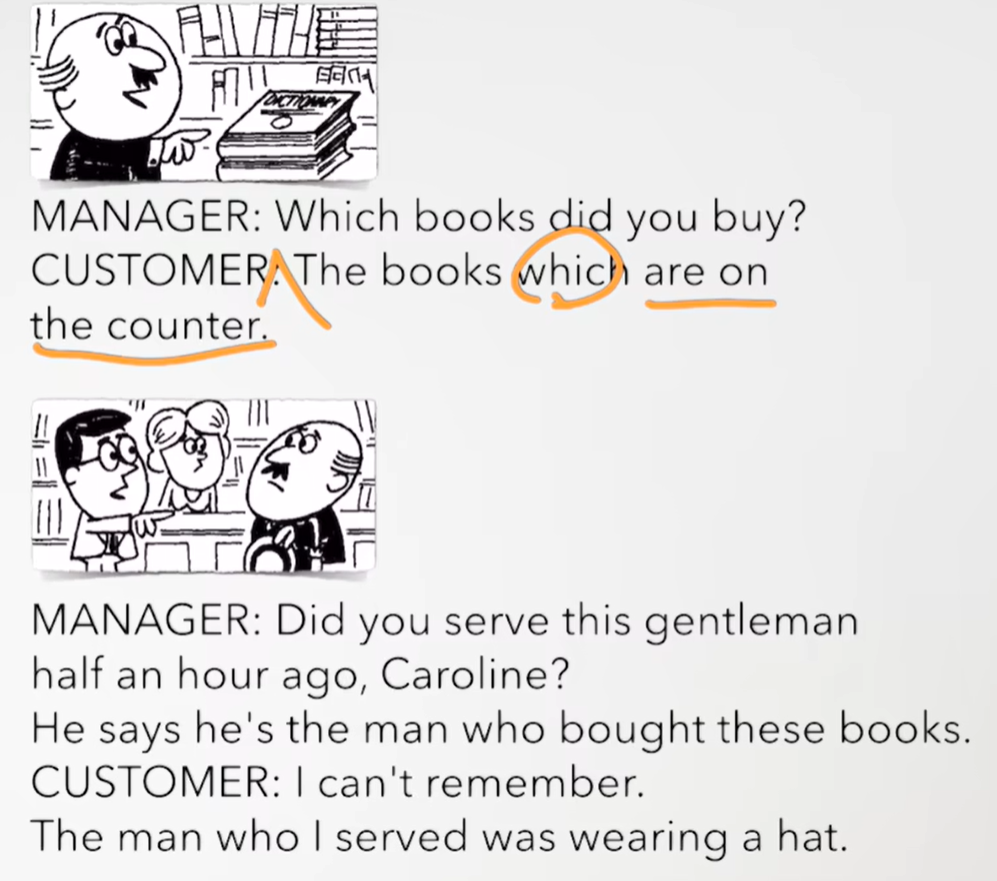 DICTIONARY
MANAGER: Which books did you buy?
CUSTOMER: The books which are on
the counter.
MANAGER: Did you serve this gentleman
half an hour ago, Caroline?
He says he's the man who bought these books.
CUSTOMER: I can't remember.
The man who I served was wearing a hat.